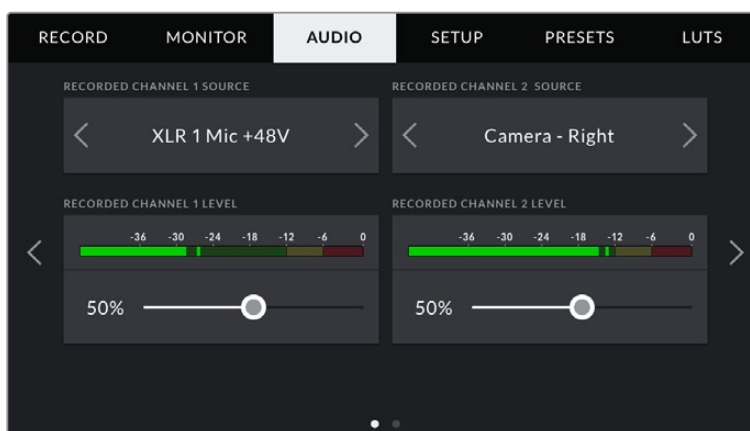 RECORD MONITOR AUDIO SETUP PRESETS LUTS
RECORDED CHANNEL 1 SOURCE RECORDED CHANNEL 2 SOURCE
XLR 1 Mic +48V Camera - Right
RECORDED CHANNEL 1 LEVEL RECORDED CHANNEL 2 LEVEL
-36 -30 -24 -18 -12 -6 0 -36 -30 -24 -18 -12 -6 0
50% 50%